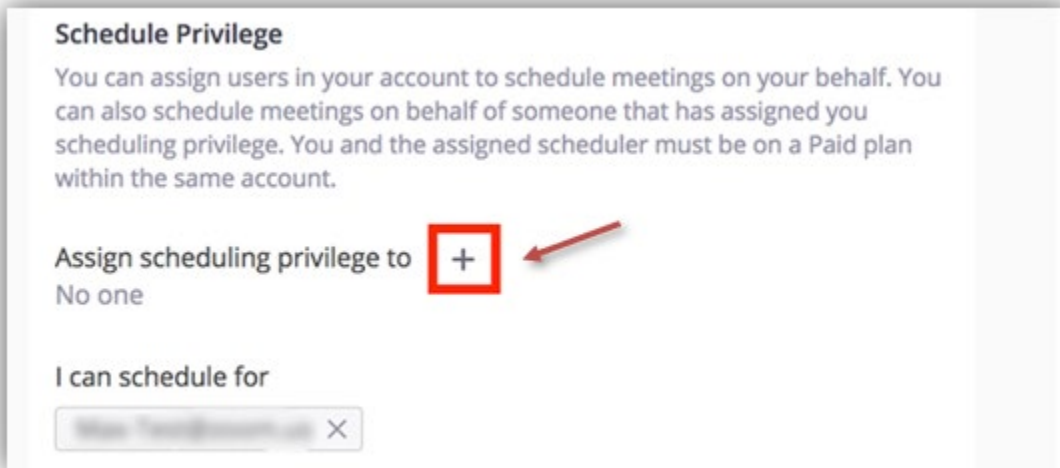 Schedule Privilege
You can assign users in your account to schedule meetings on your behalf. You
can also schedule meetings on behalf of someone that has assigned you
scheduling privilege. You and the assigned scheduler must be on a Paid plan
within the same account.
Assign scheduling privilege to +
No one
I can schedule for